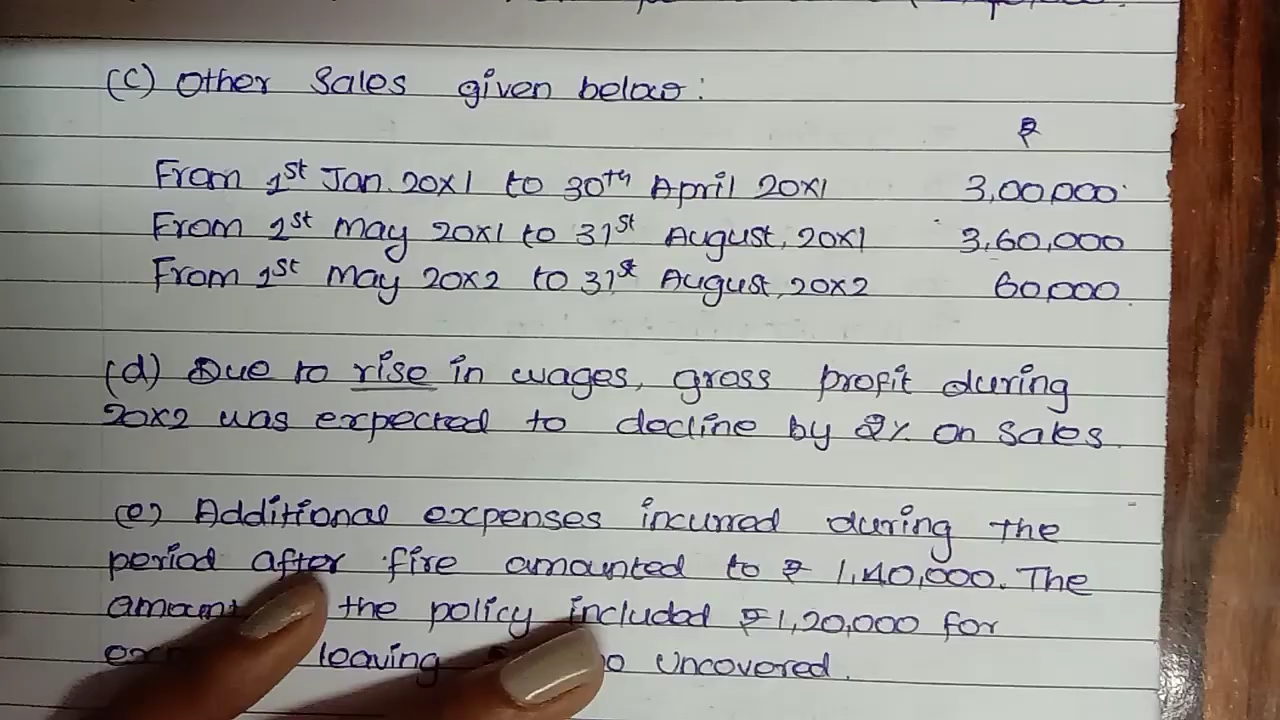 (c) Other Sales given below:
₹
From 1st Jan. 20x1 to 30th April 20x1 3,00,000
From 1st May 20x1 to 31st August, 20x1 3,60,000
From 1st May 20x2 to 31st August, 20x2 60,000
(d) Due to rise in wages, gross profit during
20x2 was expected to decline by 2% on Sales.
(e) Additional expenses incurred during the
period after fire amounted to ₹ 1,40,000. The
the policy included ₹1,20,000 for
leaving uncovered.